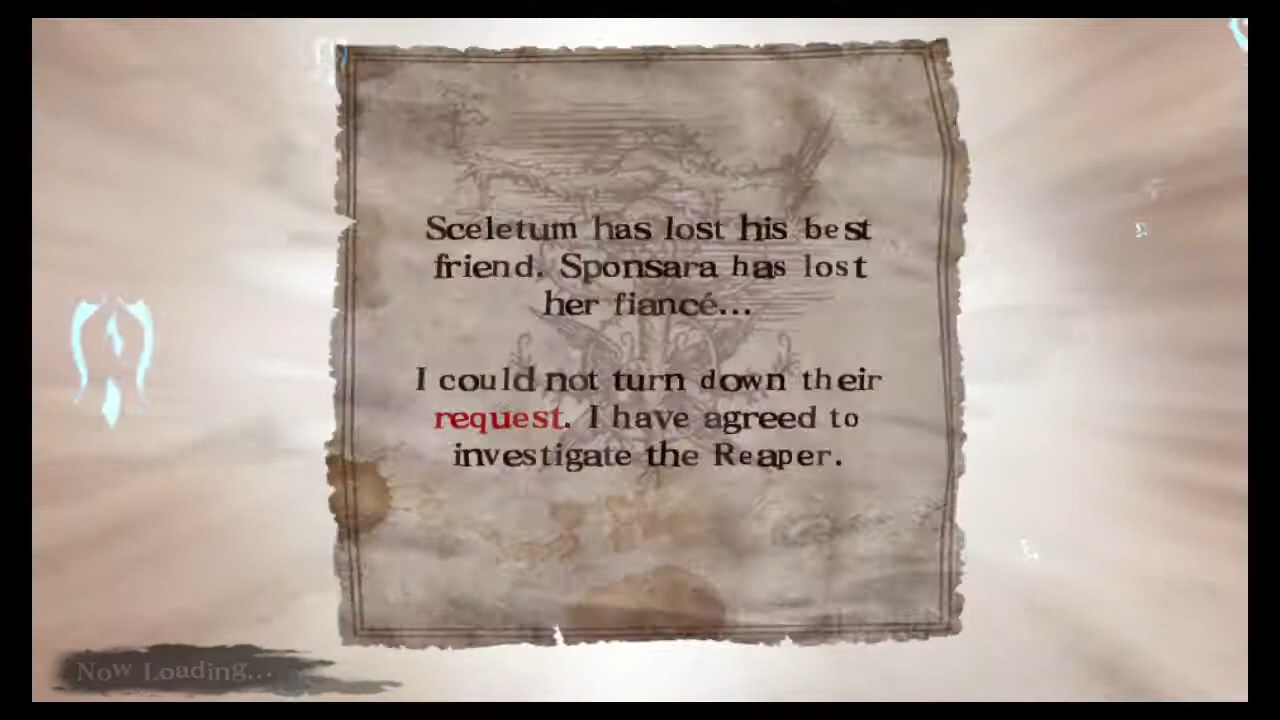 Sceletum has lost his best
friend. Sponsara has lost
her fiancé...
I could not turn down their
request. I have agreed to
investigate the Reaper.
Now Loading...